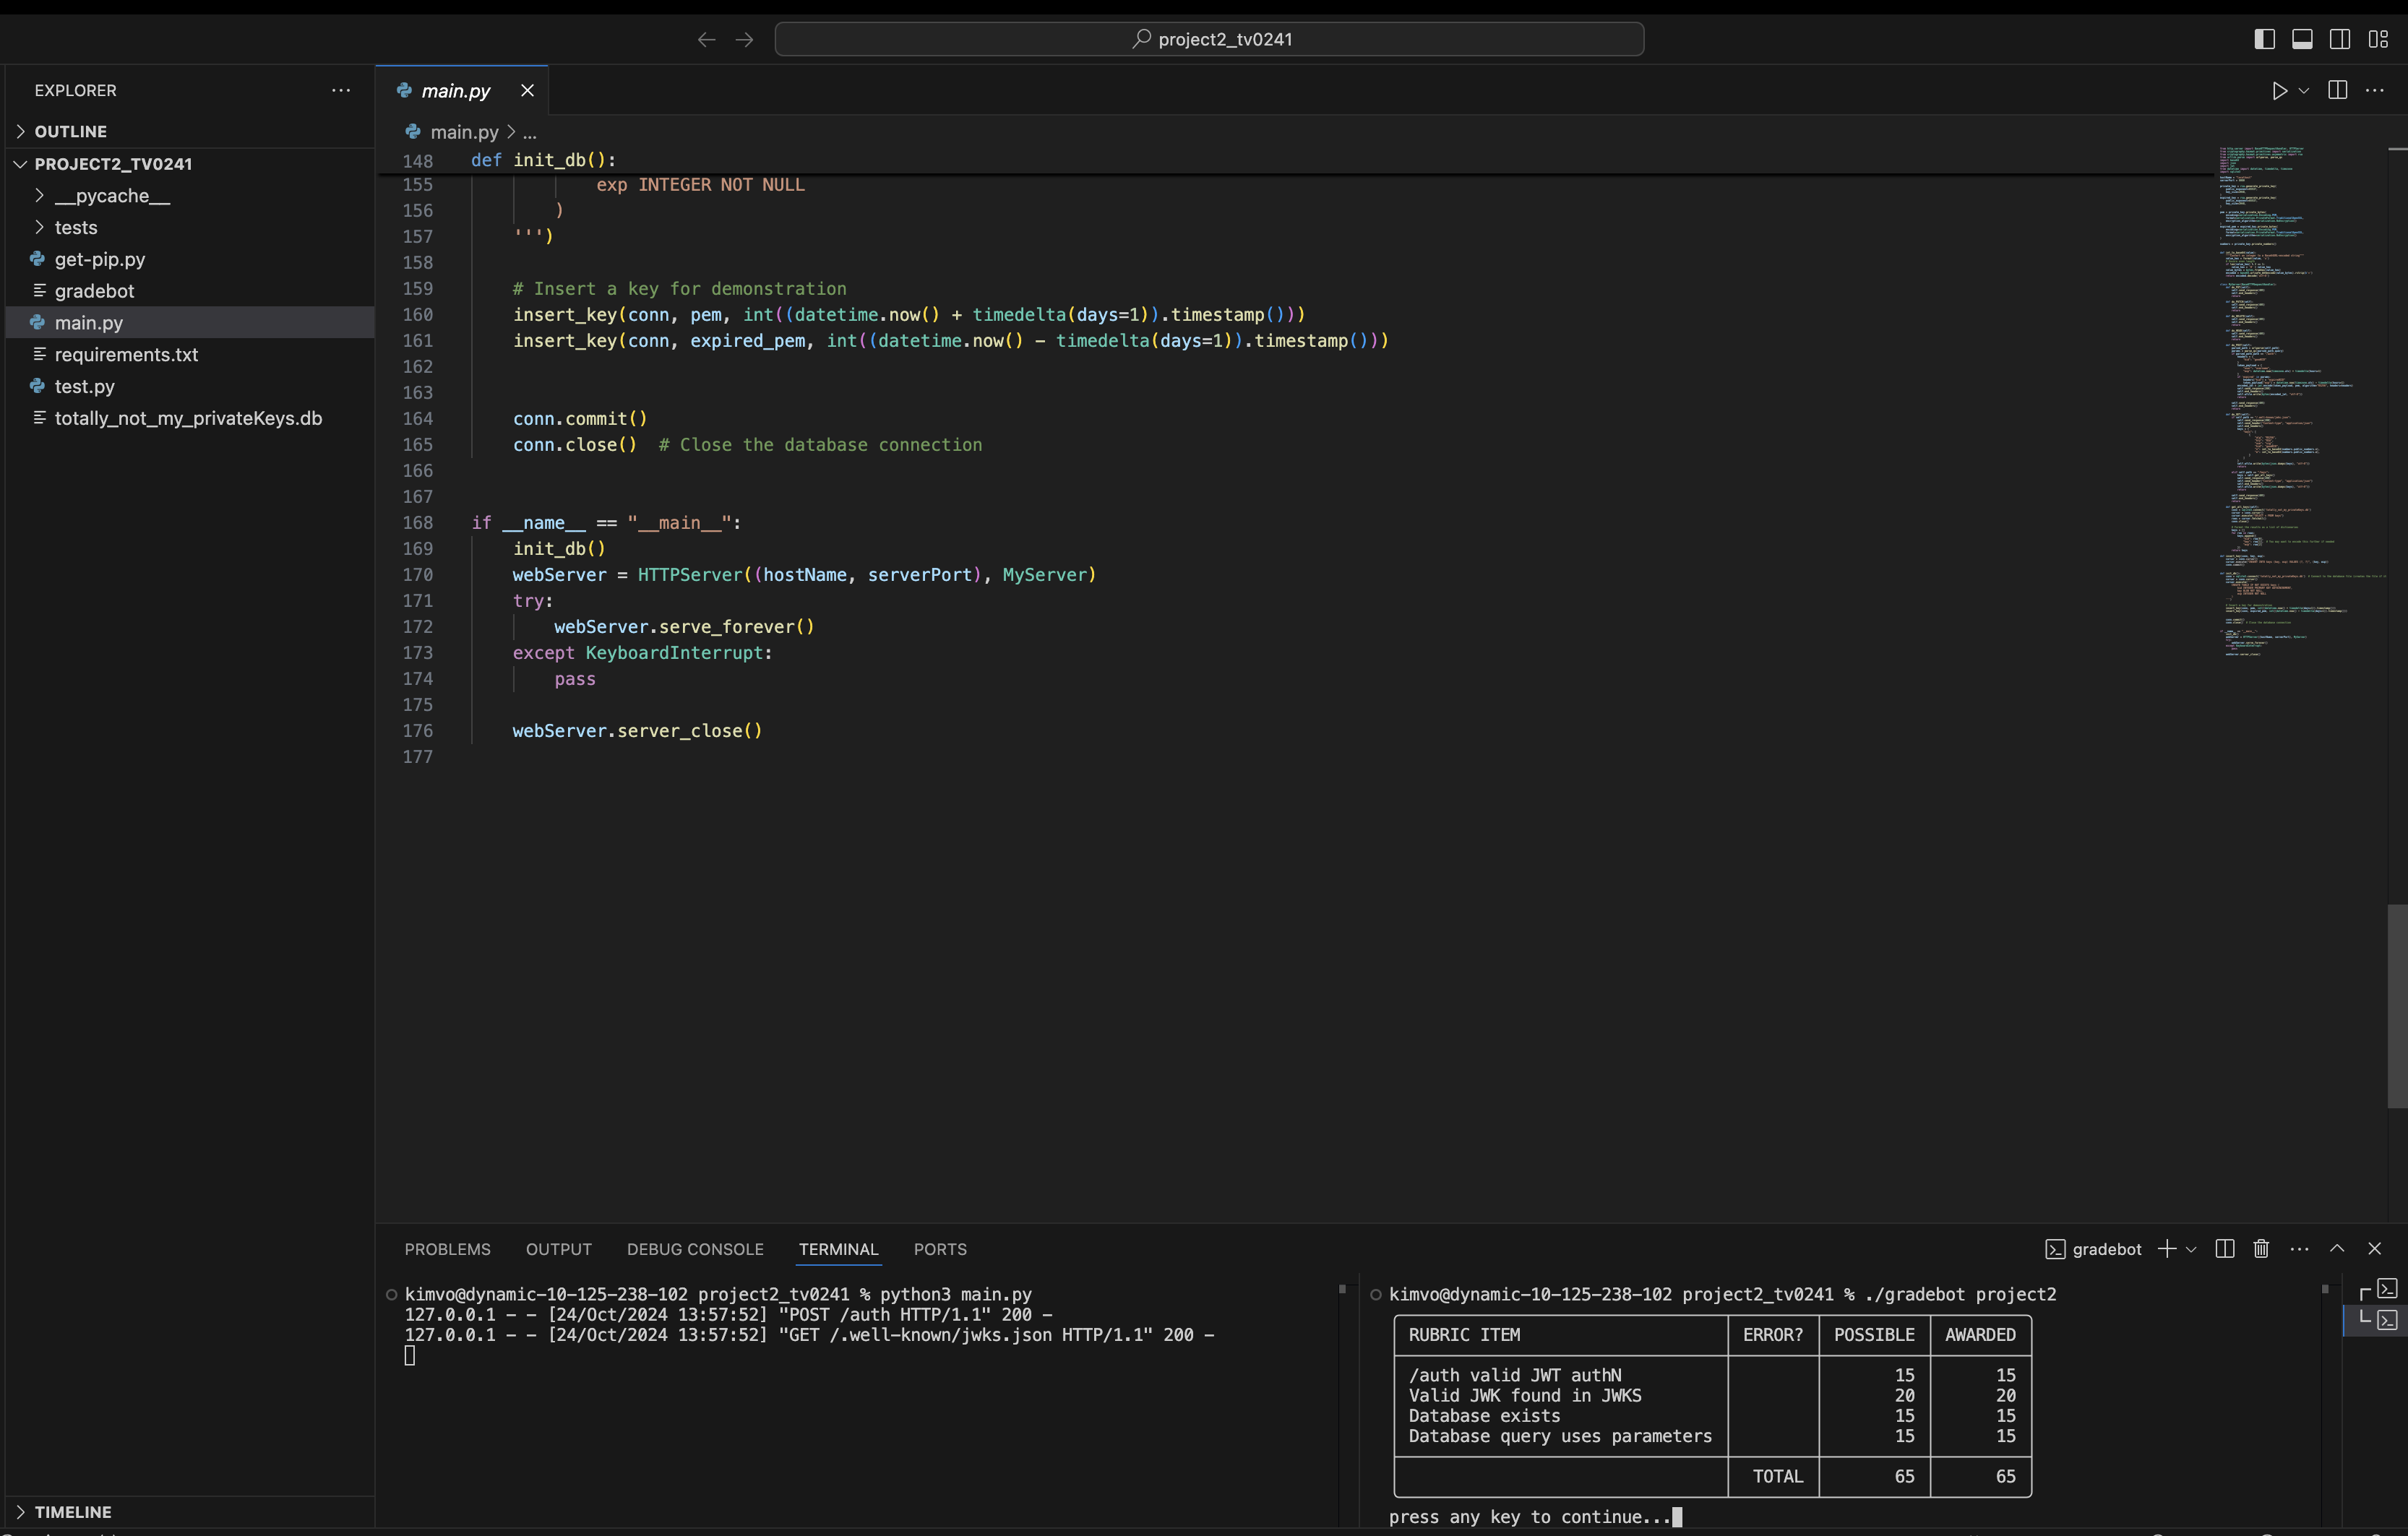 project2_tv0241
EXPLORER
OUTLINE
PROJECT2_TV0241
__pycache__
tests
get-pip.py
gradebot
main.py
requirements.txt
test.py
totally_not_my_privateKeys.db
TIMELINE
main.py
main.py > ...
148 def init_db():
155 exp INTEGER NOT NULL
156 )
157 ''')
158
159 # Insert a key for demonstration
160 insert_key(conn, pem, int((datetime.now() + timedelta(days=1)).timestamp()))
161 insert_key(conn, expired_pem, int((datetime.now() - timedelta(days=1)).timestamp()))
162
163
164 conn.commit()
165 conn.close()  # Close the database connection
166
167
168 if __name__ == "__main__":
169 init_db()
170 webServer = HTTPServer((hostName, serverPort), MyServer)
171 try:
172 webServer.serve_forever()
173 except KeyboardInterrupt:
174 pass
175
176 webServer.server_close()
177
PROBLEMS OUTPUT DEBUG CONSOLE TERMINAL PORTS
gradebot
kimvo@dynamic-10-125-238-102 project2_tv0241 % python3 main.py
127.0.0.1 - - [24/Oct/2024 13:57:52] "POST /auth HTTP/1.1" 200 -
127.0.0.1 - - [24/Oct/2024 13:57:52] "GET /.well-known/jwks.json HTTP/1.1" 200 -
kimvo@dynamic-10-125-238-102 project2_tv0241 % ./gradebot project2
RUBRIC ITEM ERROR? POSSIBLE AWARDED
/auth valid JWT authN 15 15
Valid JWK found in JWKS 20 20
Database exists 15 15
Database query uses parameters 15 15
TOTAL 65 65
press any key to continue...